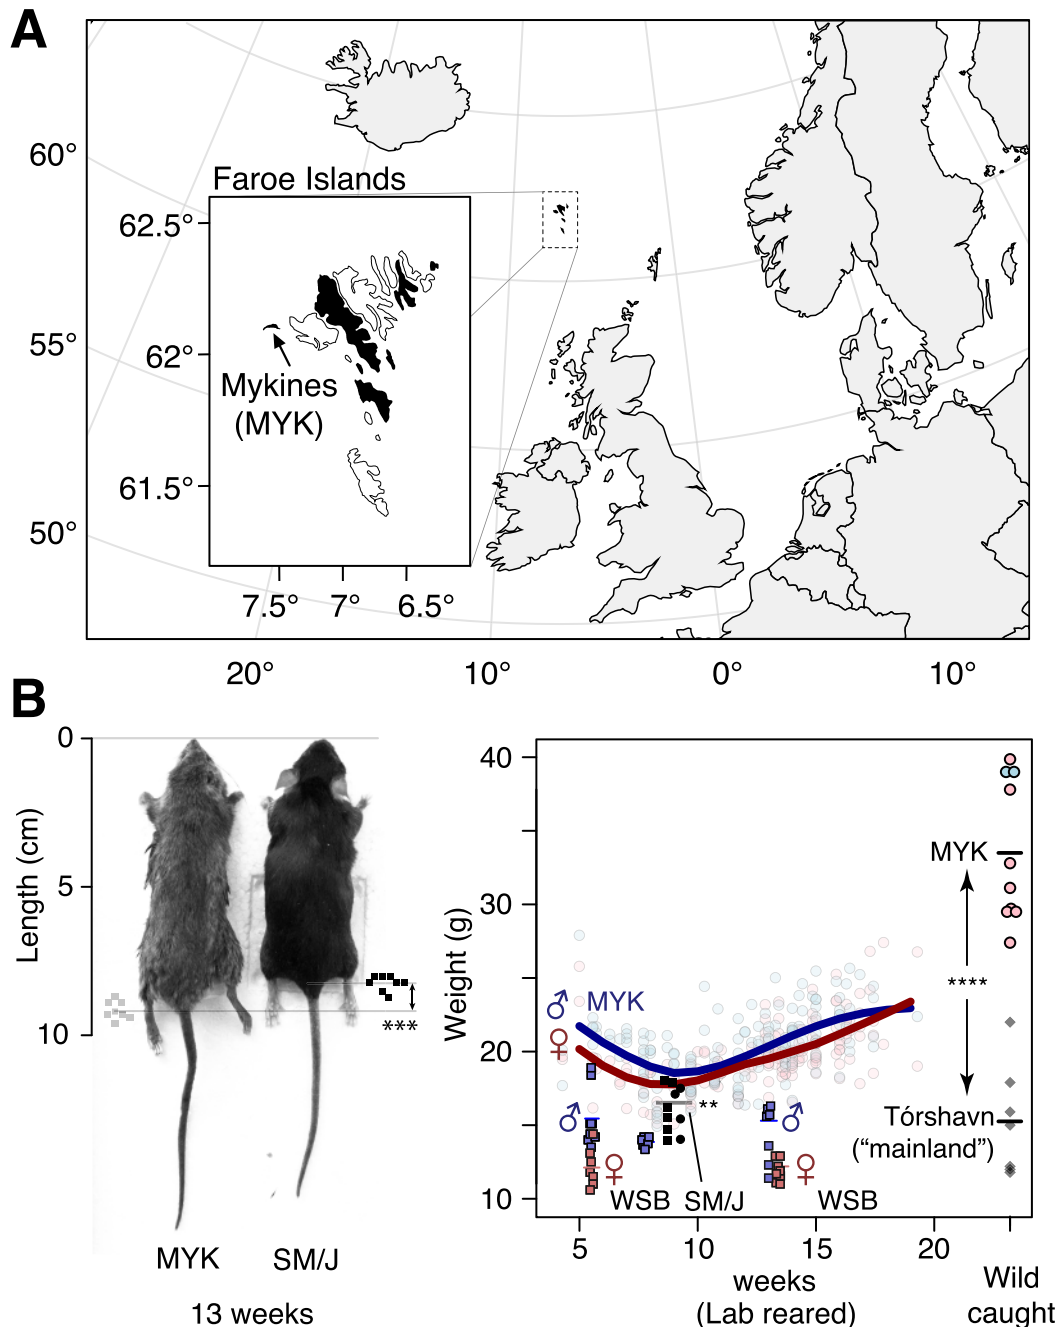 A
60°
55°
50°
Faroe Islands
62.5°
62°
61.5°
Mykines
(MYK)
7.5° 7° 6.5°
20° 10° 0° 10°
B
Length (cm)
0
5
10
***
MYK SM/J
13 weeks
Weight (g)
40
30
20
10
♂ MYK
♀
♂
♀
WSB
**
SM/J
♂
♀
WSB
MYK
****
Tórshavn
("mainland")
5 10 15 20
weeks
(Lab reared)
Wild
caught